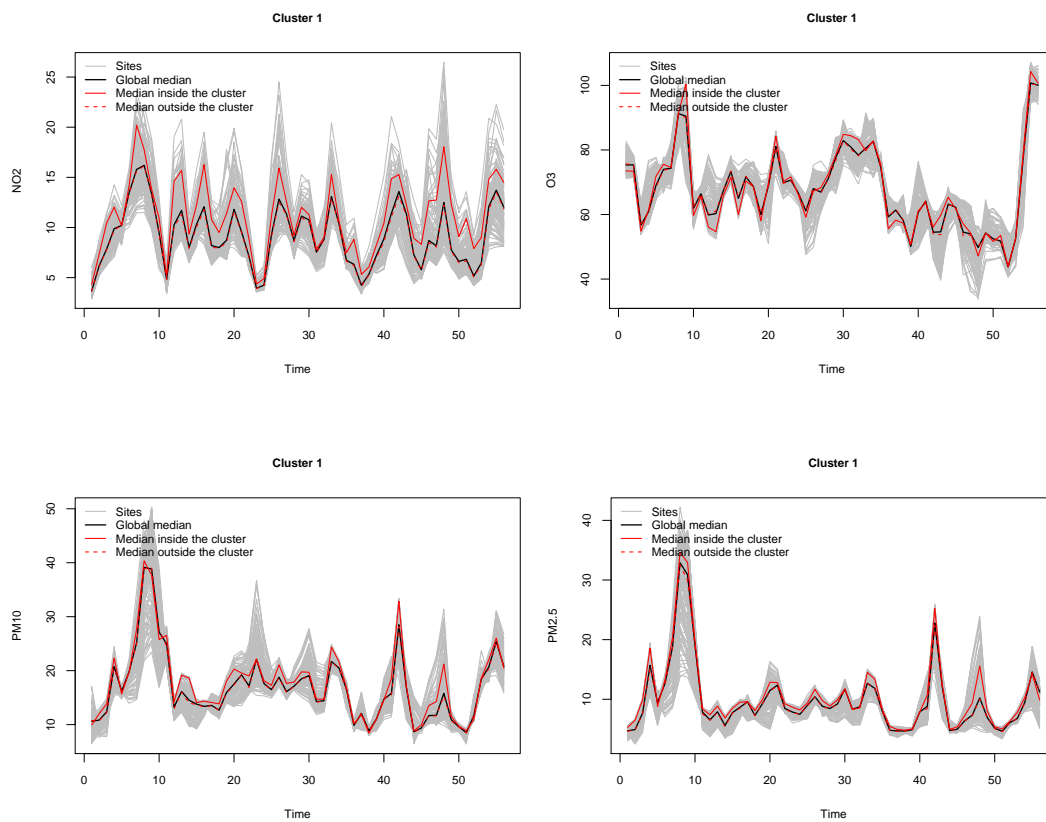 Cluster 1
Sites
Global median
Median inside the cluster
Median outside the cluster
NO2
25
20
15
10
5
0 10 20 30 40 50
Time
Cluster 1
Sites
Global median
Median inside the cluster
Median outside the cluster
O3
100
80
60
40
0 10 20 30 40 50
Time
Cluster 1
Sites
Global median
Median inside the cluster
Median outside the cluster
PM10
50
40
30
20
10
0 10 20 30 40 50
Time
Cluster 1
Sites
Global median
Median inside the cluster
Median outside the cluster
PM2.5
40
30
20
10
0 10 20 30 40 50
Time